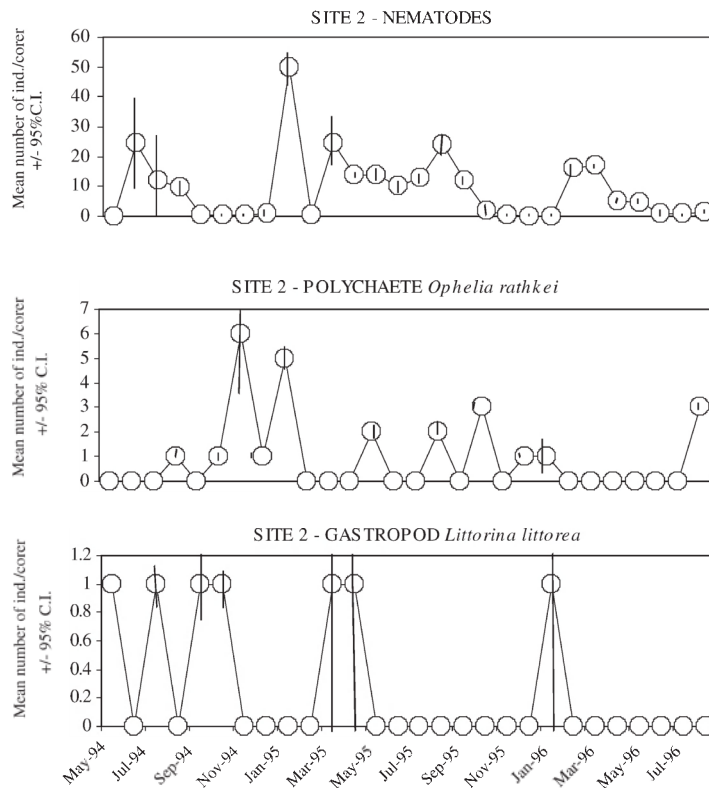 SITE 2 - NEMATODES
Mean number of ind./corer
+/- 95%C.I.
60
50
40
30
20
10
0
SITE 2 - POLYCHAETE Ophelia rathkei
Mean number of ind./corer
+/- 95% C.I.
7
6
5
4
3
2
1
0
SITE 2 - GASTROPOD Littorina littorea
Mean number of ind./corer
+/- 95% C.I.
1.2
1
0.8
0.6
0.4
0.2
0
May-94
Jul-94
Sep-94
Nov-94
Jan-95
Mar-95
May-95
Jul-95
Sep-95
Nov-95
Jan-96
Mar-96
May-96
Jul-96